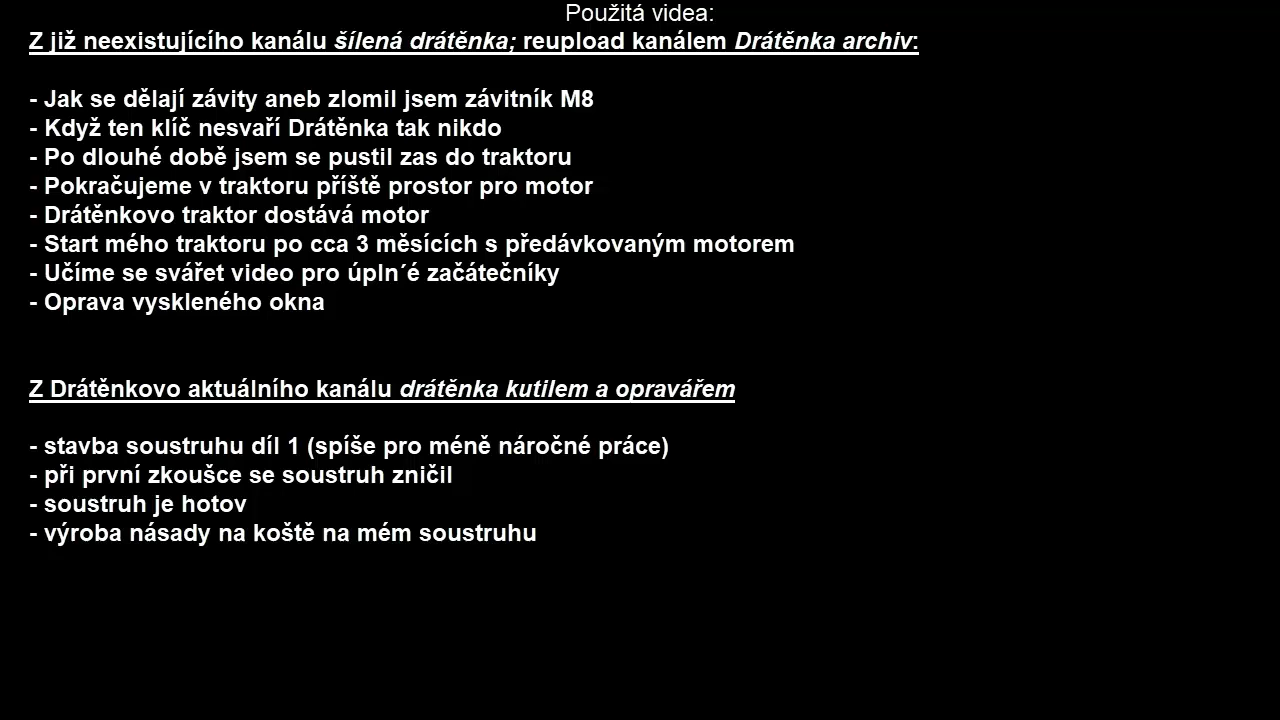 Použitá videa:
Z již neexistujícího kanálu šílená drátěnka; reupload kanálem Drátěnka archiv:
- Jak se dělají závity aneb zlomil jsem závitník M8
- Když ten klíč nesvaří Drátěnka tak nikdo
- Po dlouhé době jsem se pustil zas do traktoru
- Pokračujeme v traktoru příště prostor pro motor
- Drátěnkovo traktor dostává motor
- Start mého traktoru po cca 3 měsících s předávkovaným motorem
- Učíme se svářet video pro úpln´é začátečníky
- Oprava vyskleného okna
Z Drátěnkovo aktuálního kanálu drátěnka kutilem a opravářem
- stavba soustruhu díl 1 (spíše pro méně náročné práce)
- při první zkoušce se soustruh zničil
- soustruh je hotov
- výroba násady na koště na mém soustruhu